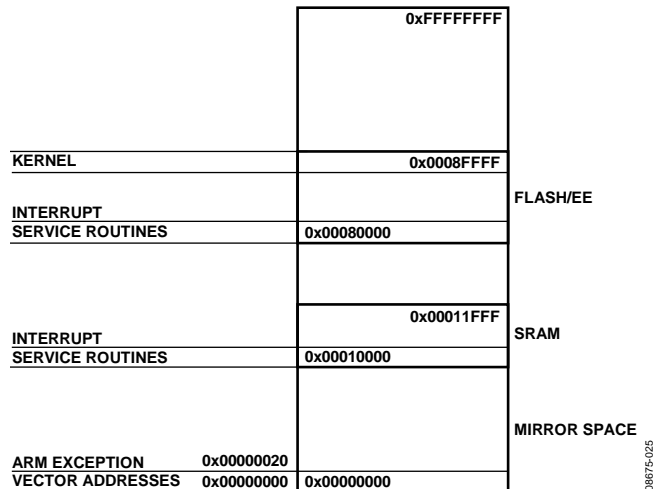 0xFFFFFFFF
KERNEL
0x0008FFFF
FLASH/EE
INTERRUPT
SERVICE ROUTINES
0x00080000
0x00011FFF
SRAM
INTERRUPT
SERVICE ROUTINES
0x00010000
MIRROR SPACE
ARM EXCEPTION 0x00000020
VECTOR ADDRESSES 0x00000000 0x00000000
08675-025